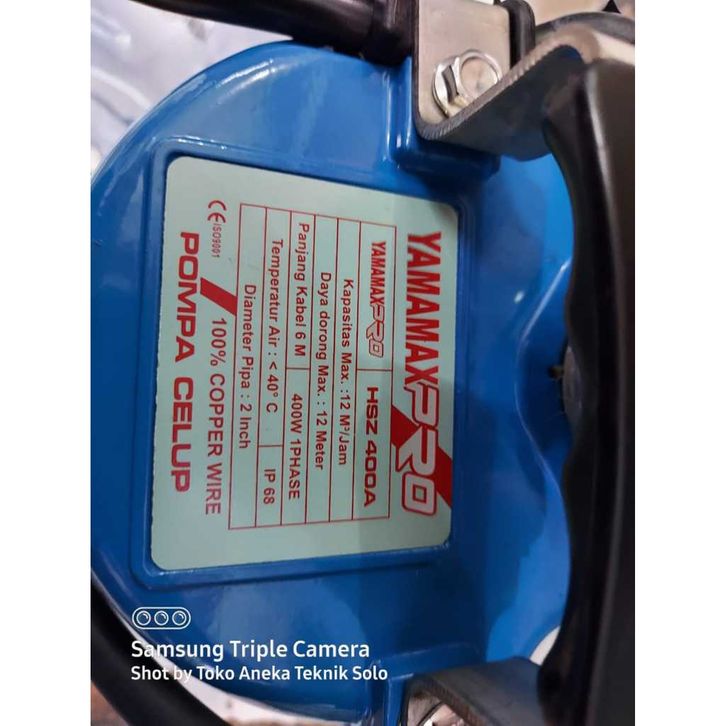 YAMAMAXPRO
YAMAMAXPRO HSZ 400A
Kapasitas Max. :12 M³/Jam
Daya dorong Max. : 12 Meter
Panjang Kabel 6 M 400W 1PHASE
Temperatur Air : < 40° C IP 68
Diameter Pipa : 2 Inch
CE ISO9001 100% COPPER WIRE
POMPA CELUP
Samsung Triple Camera
Shot by Toko Aneka Teknik Solo